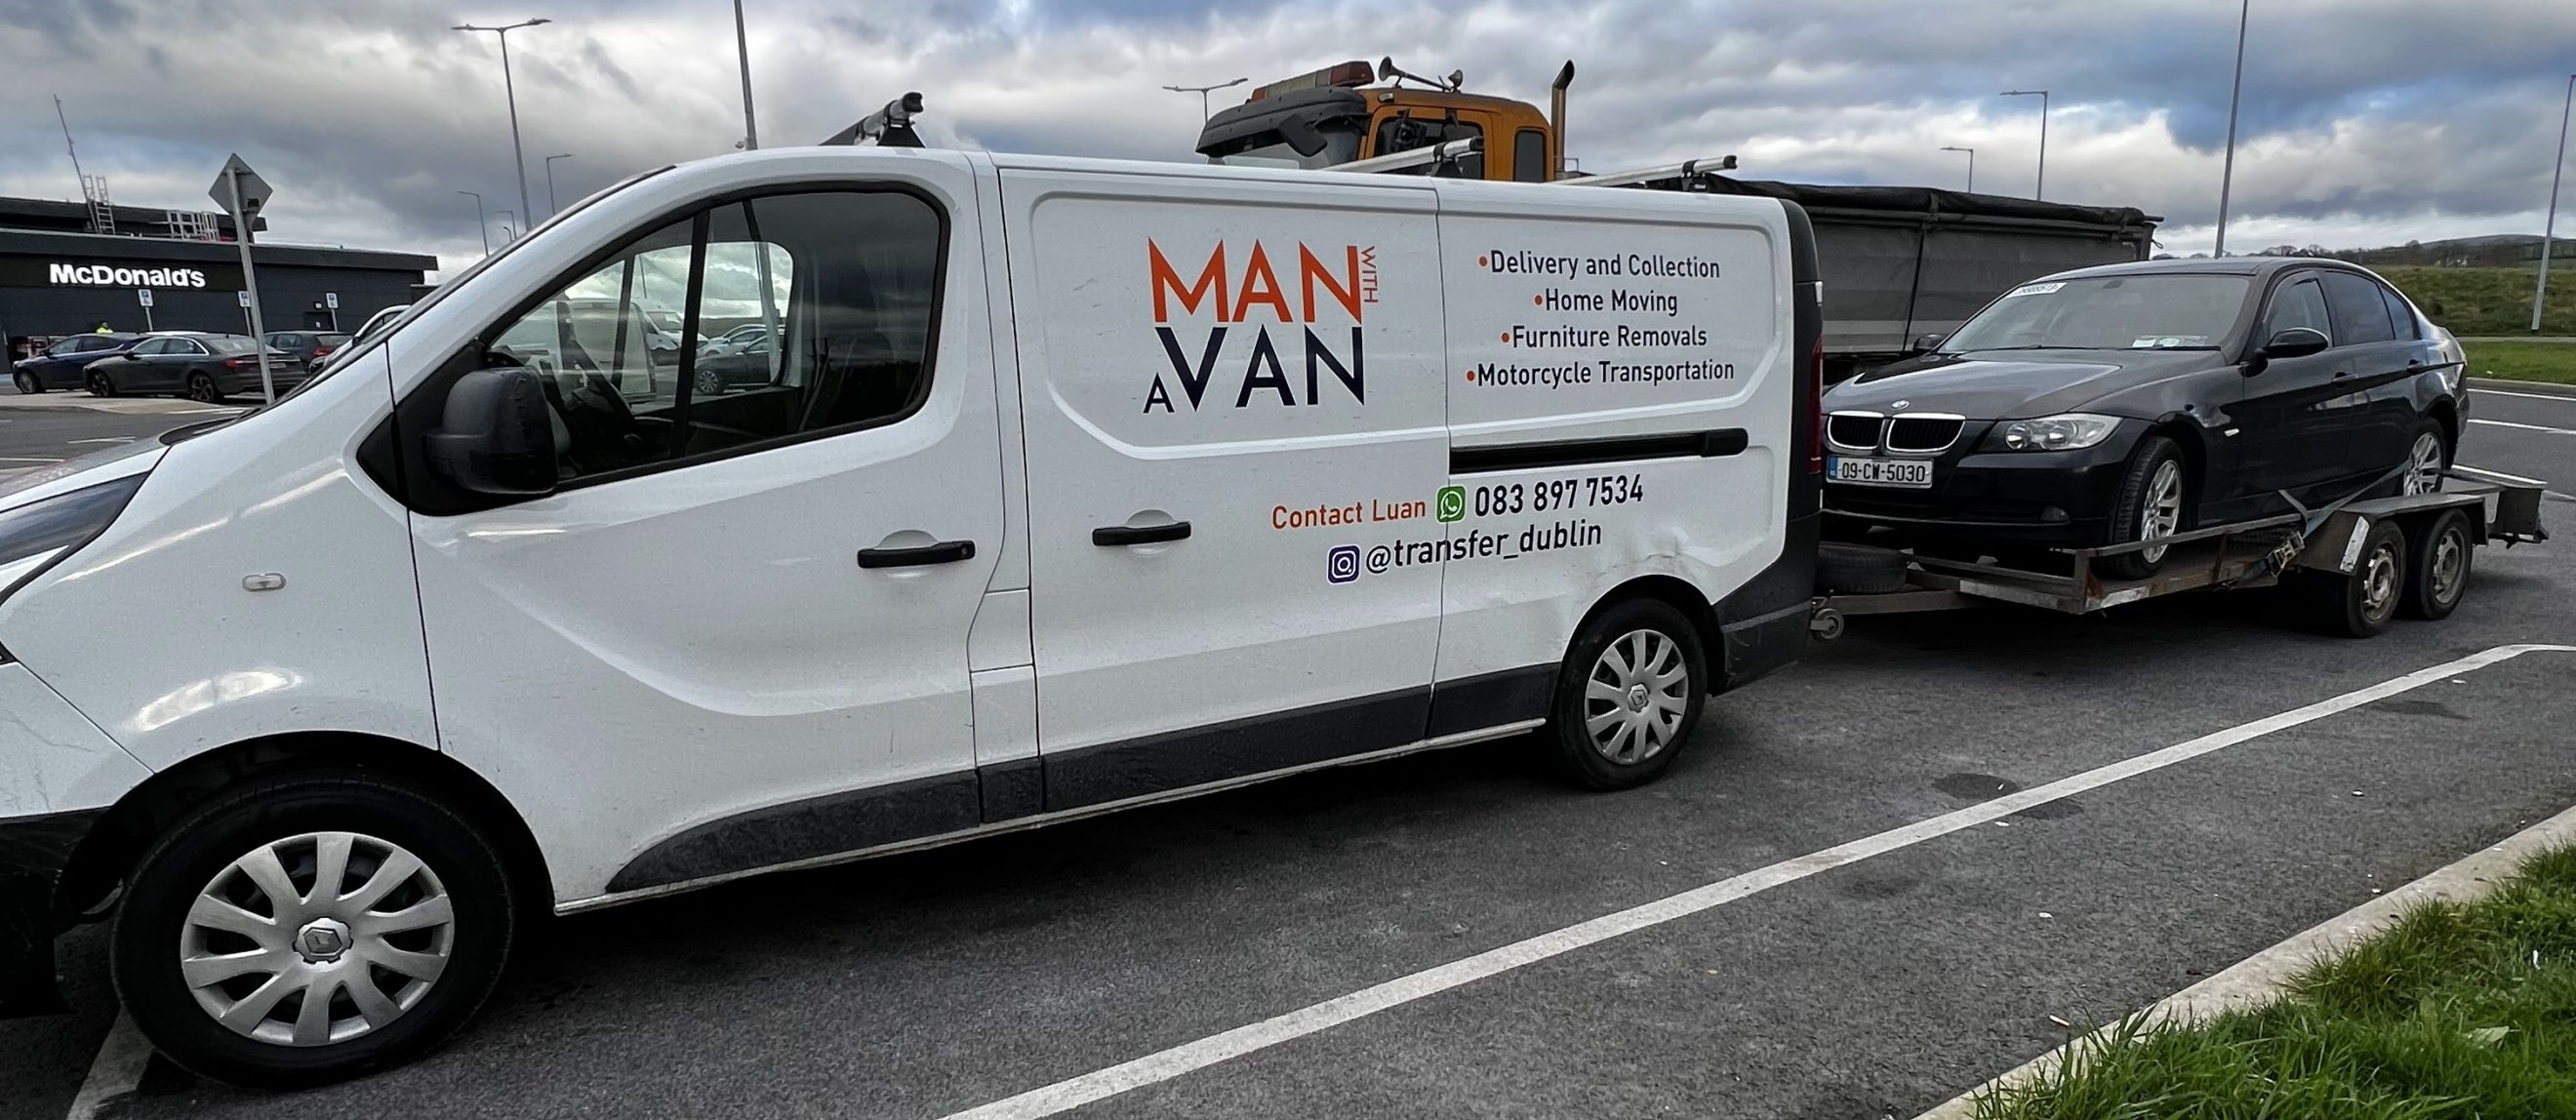 McDonald's
MAN WITH
A VAN
•Delivery and Collection
•Home Moving
•Furniture Removals
•Motorcycle Transportation
Contact Luan 083 897 7534
@transfer_dublin
09-CW-5030